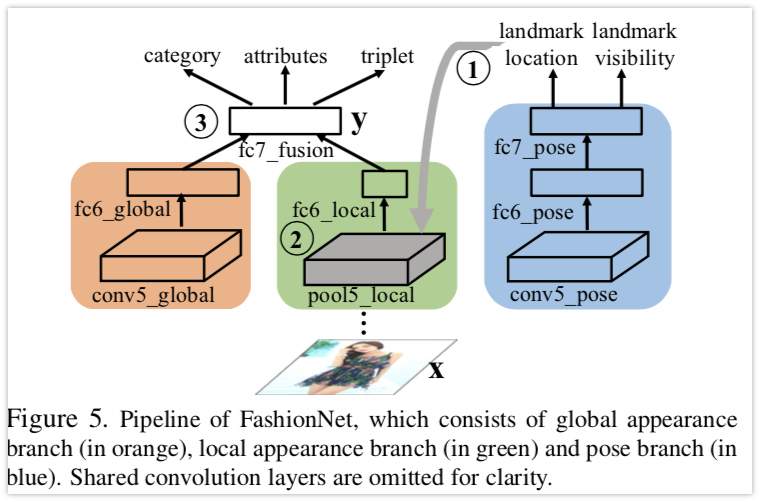 landmark landmark
location visibility
category attributes triplet
1
3
y
fc7_fusion
fc7_pose
fc6_global
fc6_local
fc6_pose
2
conv5_global
pool5_local
conv5_pose
x
Figure 5. Pipeline of FashionNet, which consists of global appearance
branch (in orange), local appearance branch (in green) and pose branch (in
blue). Shared convolution layers are omitted for clarity.